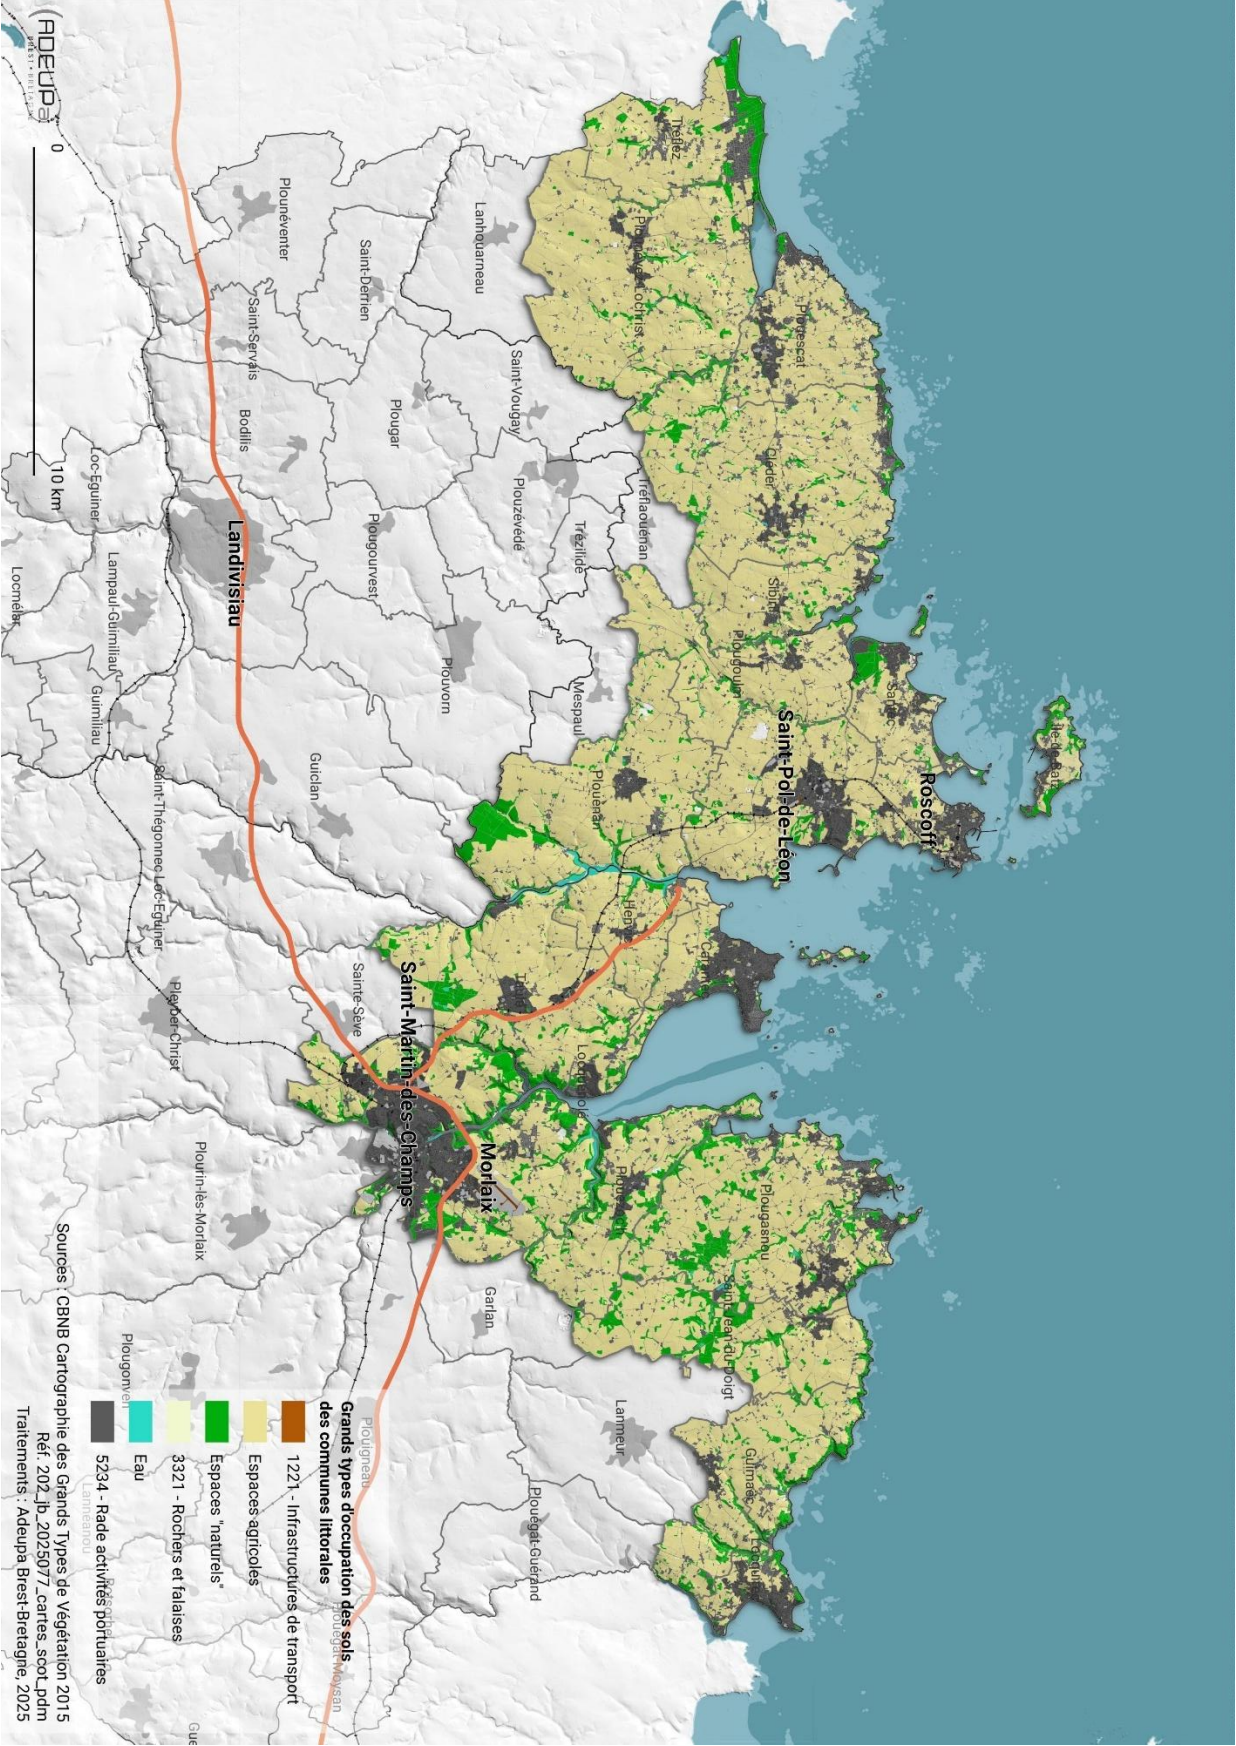 Île-de-Batz
Roscoff
Santec
Saint-Pol-de-Léon
Plouescat
Cléder
Sibiril
Plougoulm
Tréflez
Plounévez-Lochrist
Plouénan
Carantec
Henvic
Taulé
Locquénolé
Plougasnou
Saint-Jean-du-Doigt
Plouezoc'h
Guimaëc
Locquirec
Lanhouarneau
Saint-Vougay
Tréflaouénan
Trézilide
Plouzévédé
Mespaul
Plounéventer
Saint-Derrien
Plougar
Plougourvest
Plouvorn
Saint-Servais
Bodilis
Landivisiau
Guiclan
Sainte-Sève
Saint-Martin-des-Champs
Morlaix
Garlan
Lanmeur
Plouégat-Guérand
Loc-Eguiner
Lampaul-Guimiliau
Locmélar
Guimiliau
Saint-Thégonnec Loc-Eguiner
Pleyber-Christ
Plourin-lès-Morlaix
Plougonven
Plouigneau
Plouégat-Moysan
Lannéanou
Gue
ADEUPa
BREST • BRETAGNE
0
10 km
Grands types d'occupation des sols
des communes littorales
1221 - Infrastructures de transport
Espaces agricoles
Espaces "naturels"
3321 - Rochers et falaises
Eau
5234 - Rade activités portuaires
Sources : CBNB Cartographie des Grands Types de Végétation 2015
Réf. 202_jb_2025077_cartes_scot_pdm
Traitements : Adeupa Brest-Bretagne, 2025